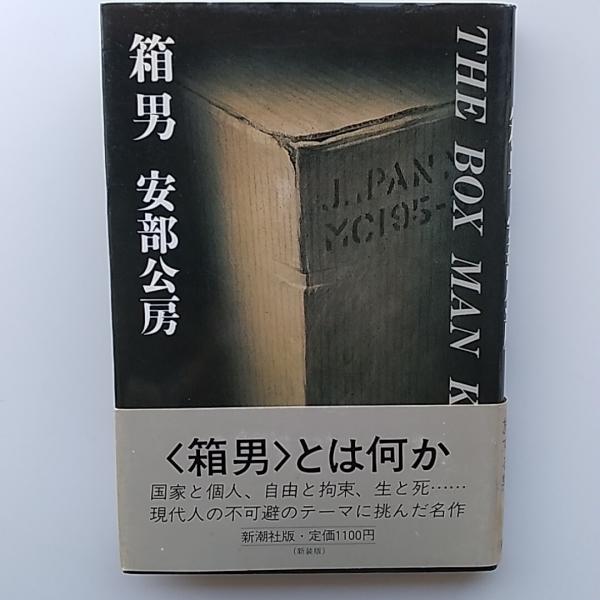 箱男
安部公房
THE BOX MAN K
J..PAN
MC195-
〈箱男〉とは何か
国家と個人、自由と拘束、生と死……
現代人の不可避のテーマに挑んだ名作
新潮社版・定価1100円
(新装版)